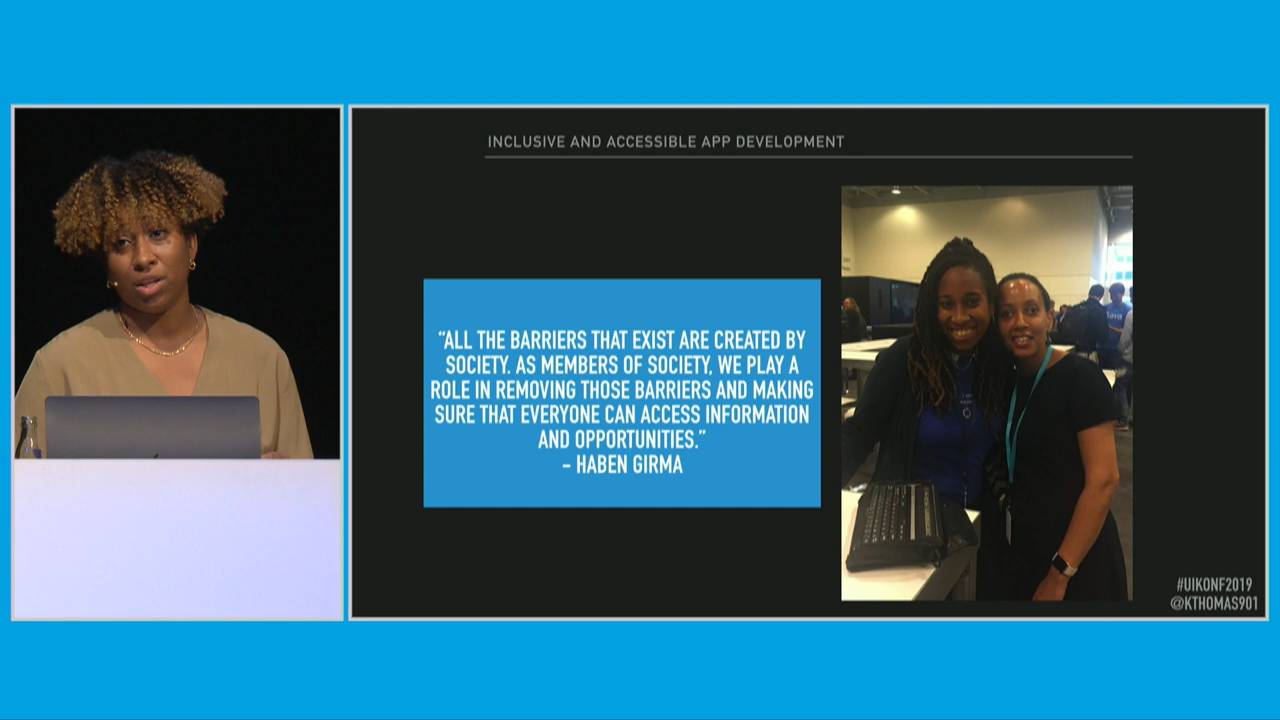 INCLUSIVE AND ACCESSIBLE APP DEVELOPMENT
“ALL THE BARRIERS THAT EXIST ARE CREATED BY
SOCIETY. AS MEMBERS OF SOCIETY, WE PLAY A
ROLE IN REMOVING THOSE BARRIERS AND MAKING
SURE THAT EVERYONE CAN ACCESS INFORMATION
AND OPPORTUNITIES.”
– HABEN GIRMA
#UIKONF2019
@KTHOMAS901